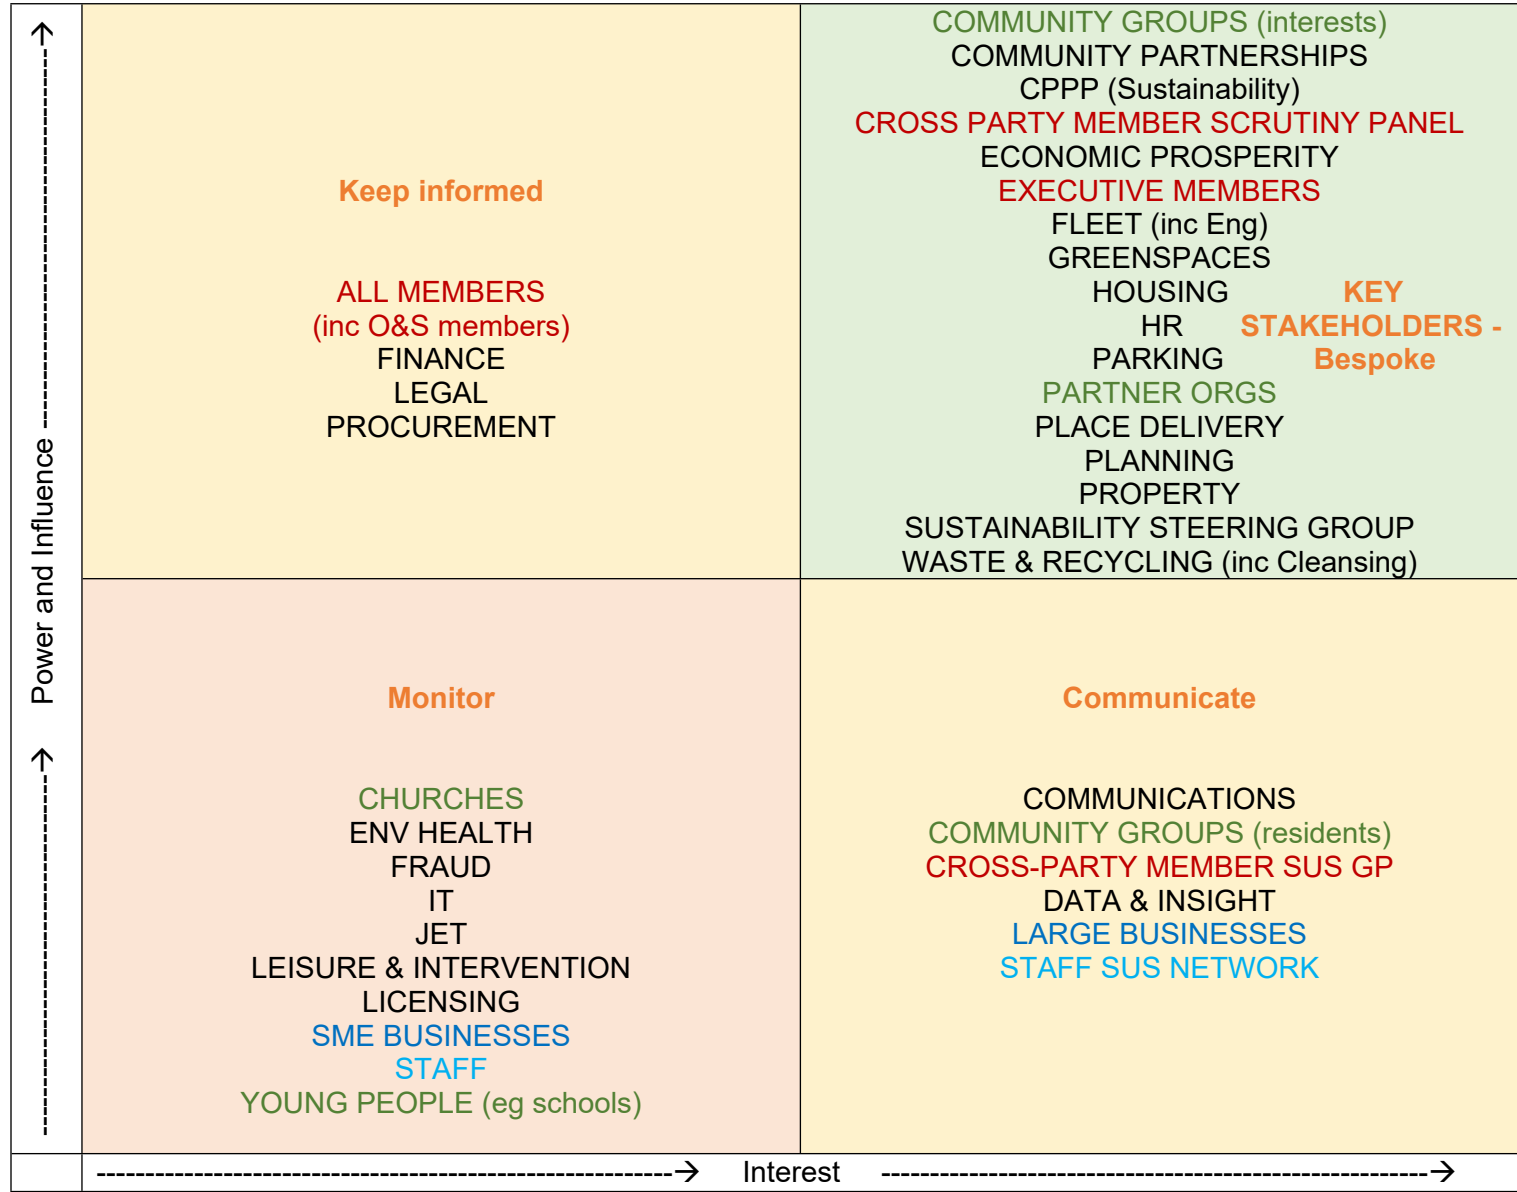 Power and Influence
Keep informed
ALL MEMBERS
(inc O&S members)
FINANCE
LEGAL
PROCUREMENT
COMMUNITY GROUPS (interests)
COMMUNITY PARTNERSHIPS
CPPP (Sustainability)
CROSS PARTY MEMBER SCRUTINY PANEL
ECONOMIC PROSPERITY
EXECUTIVE MEMBERS
FLEET (inc Eng)
GREENSPACES
HOUSING
HR
PARKING
KEY
STAKEHOLDERS -
Bespoke
PARTNER ORGS
PLACE DELIVERY
PLANNING
PROPERTY
SUSTAINABILITY STEERING GROUP
WASTE & RECYCLING (inc Cleansing)
Monitor
CHURCHES
ENV HEALTH
FRAUD
IT
JET
LEISURE & INTERVENTION
LICENSING
SME BUSINESSES
STAFF
YOUNG PEOPLE (eg schools)
Communicate
COMMUNICATIONS
COMMUNITY GROUPS (residents)
CROSS-PARTY MEMBER SUS GP
DATA & INSIGHT
LARGE BUSINESSES
STAFF SUS NETWORK
Interest